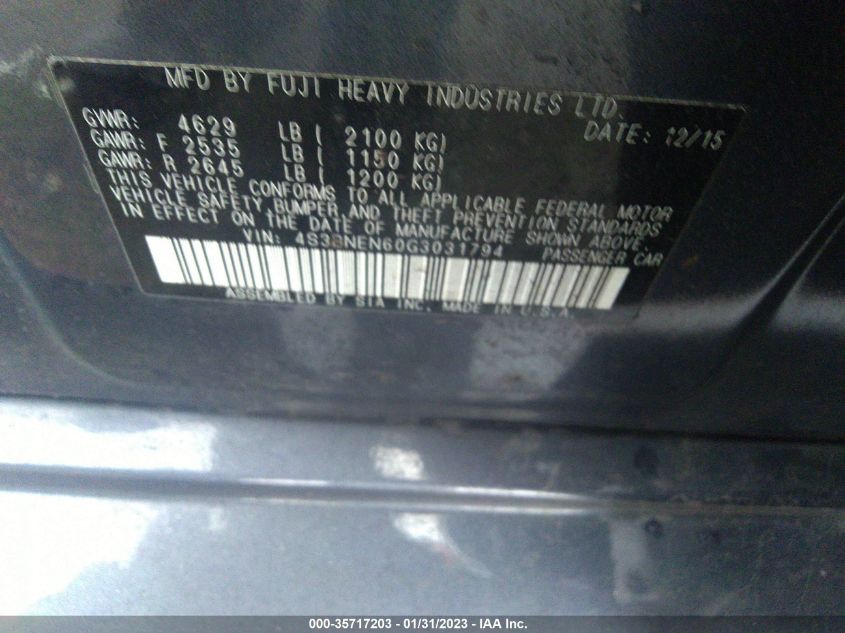 MFD BY FUJI HEAVY INDUSTRIES LTD.
DATE: 12/15
GVWR: 4629 LB ( 2100 KG)
GAWR: F 2535 LB ( 1150 KG)
GAWR: R 2645 LB ( 1200 KG)
THIS VEHICLE CONFORMS TO ALL APPLICABLE FEDERAL MOTOR
VEHICLE SAFETY BUMPER AND THEFT PREVENTION STANDARDS
IN EFFECT ON THE DATE OF MANUFACTURE SHOWN ABOVE.
VIN: 4S3BNEN60G3031794 PASSENGER CAR
ASSEMBLED BY SIA INC. MADE IN U.S.A.
000-35717203 - 01/31/2023 - IAA Inc.